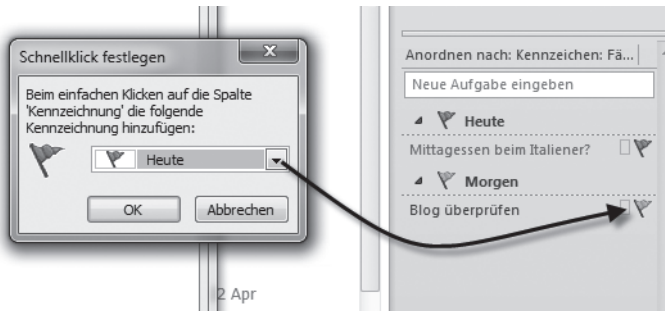 Schnellklick festlegen
Beim einfachen Klicken auf die Spalte
'Kennzeichnung' die folgende
Kennzeichnung hinzufügen:
Heute
OK
Abbrechen
2 Apr
Anordnen nach: Kennzeichen: Fä...
Neue Aufgabe eingeben
Heute
Mittagessen beim Italiener?
Morgen
Blog überprüfen